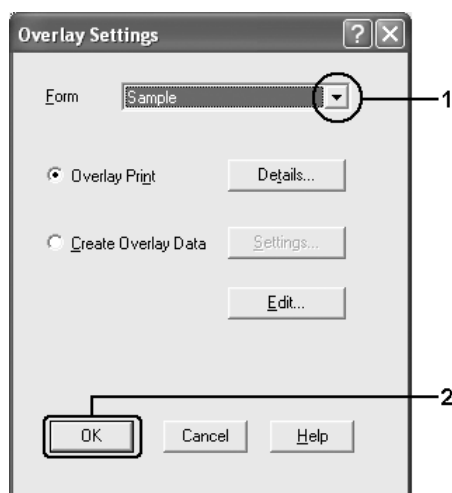 Overlay Settings
Form Sample
1
Overlay Print Details...
Create Overlay Data Settings...
Edit...
2
OK Cancel Help